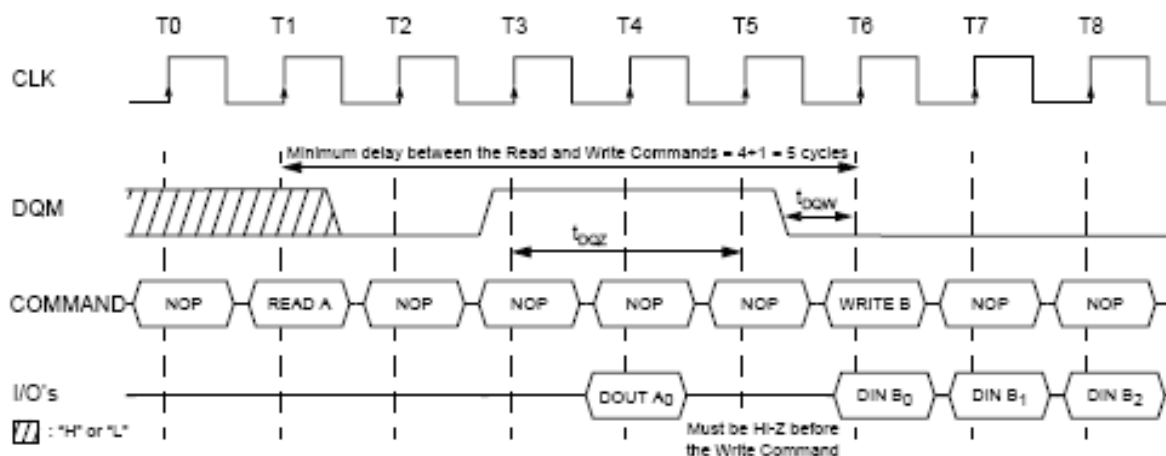 T0 T1 T2 T3 T4 T5 T6 T7 T8
CLK
Minimum delay between the Read and Write Commands = 4+1 = 5 cycles
DQM
tDQW
tDQZ
COMMAND NOP READ A NOP NOP NOP NOP WRITE B NOP NOP
I/O's DOUT A0 DIN B0 DIN B1 DIN B2
: "H" or "L"
Must be Hi-Z before
the Write Command